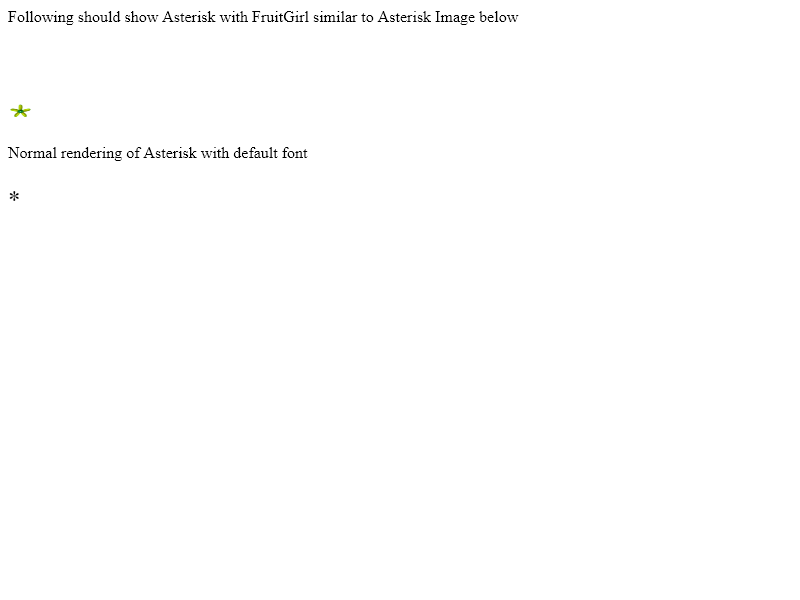 Following should show Asterisk with FruitGirl similar to Asterisk Image below
*
Normal rendering of Asterisk with default font
*